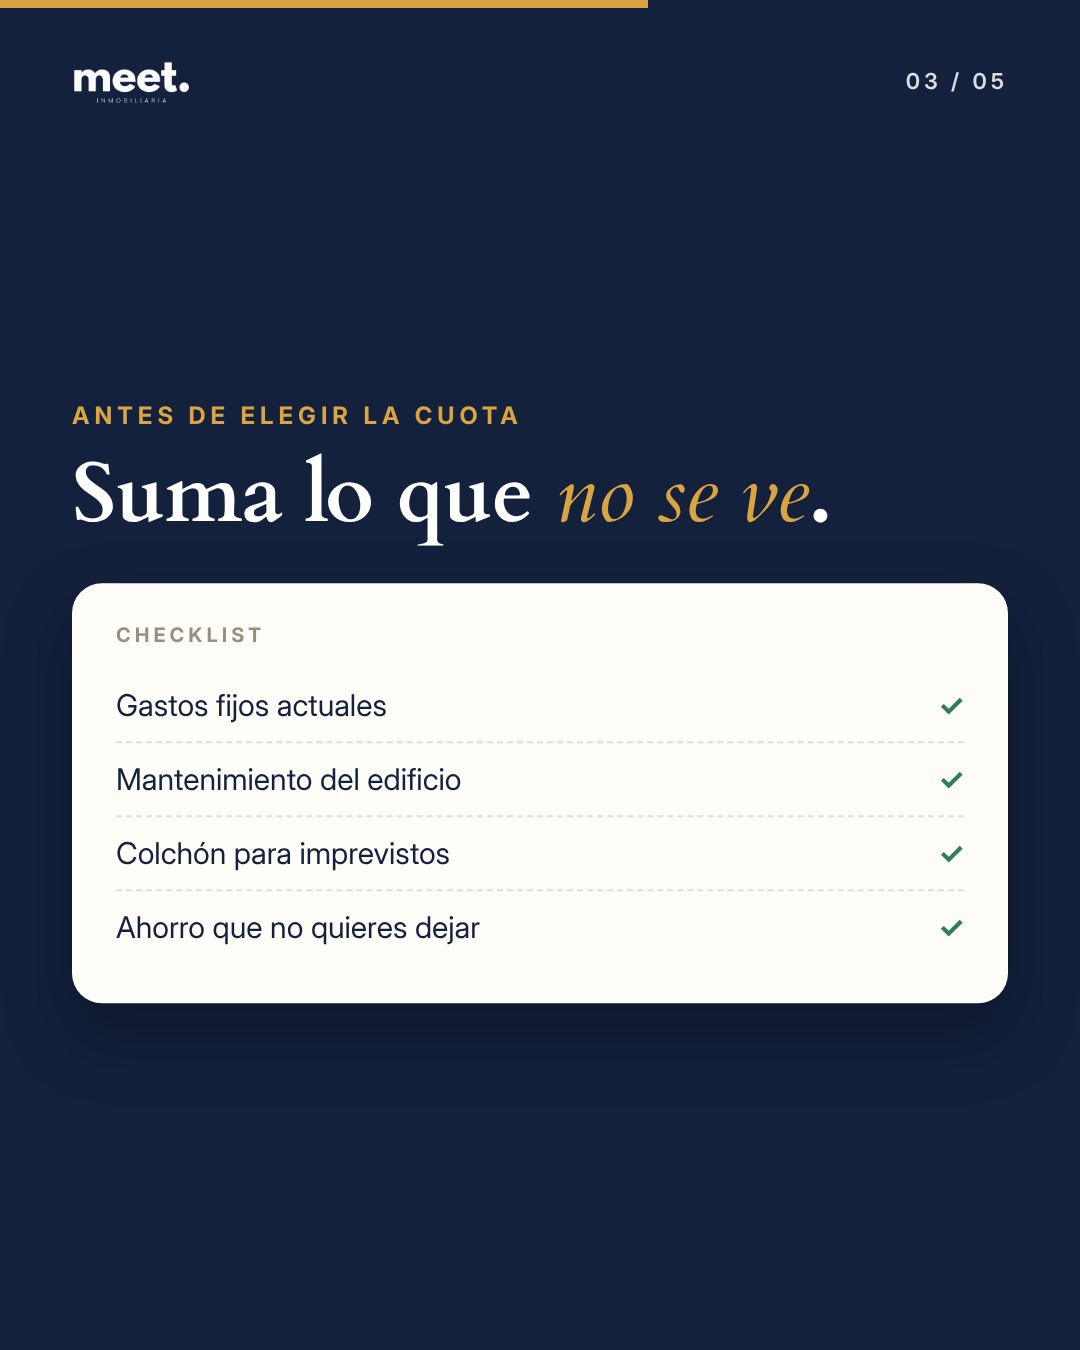 meet.
INMOBILIARIA
03 / 05
ANTES DE ELEGIR LA CUOTA
Suma lo que no se ve.
CHECKLIST
Gastos fijos actuales
Mantenimiento del edificio
Colchón para imprevistos
Ahorro que no quieres dejar